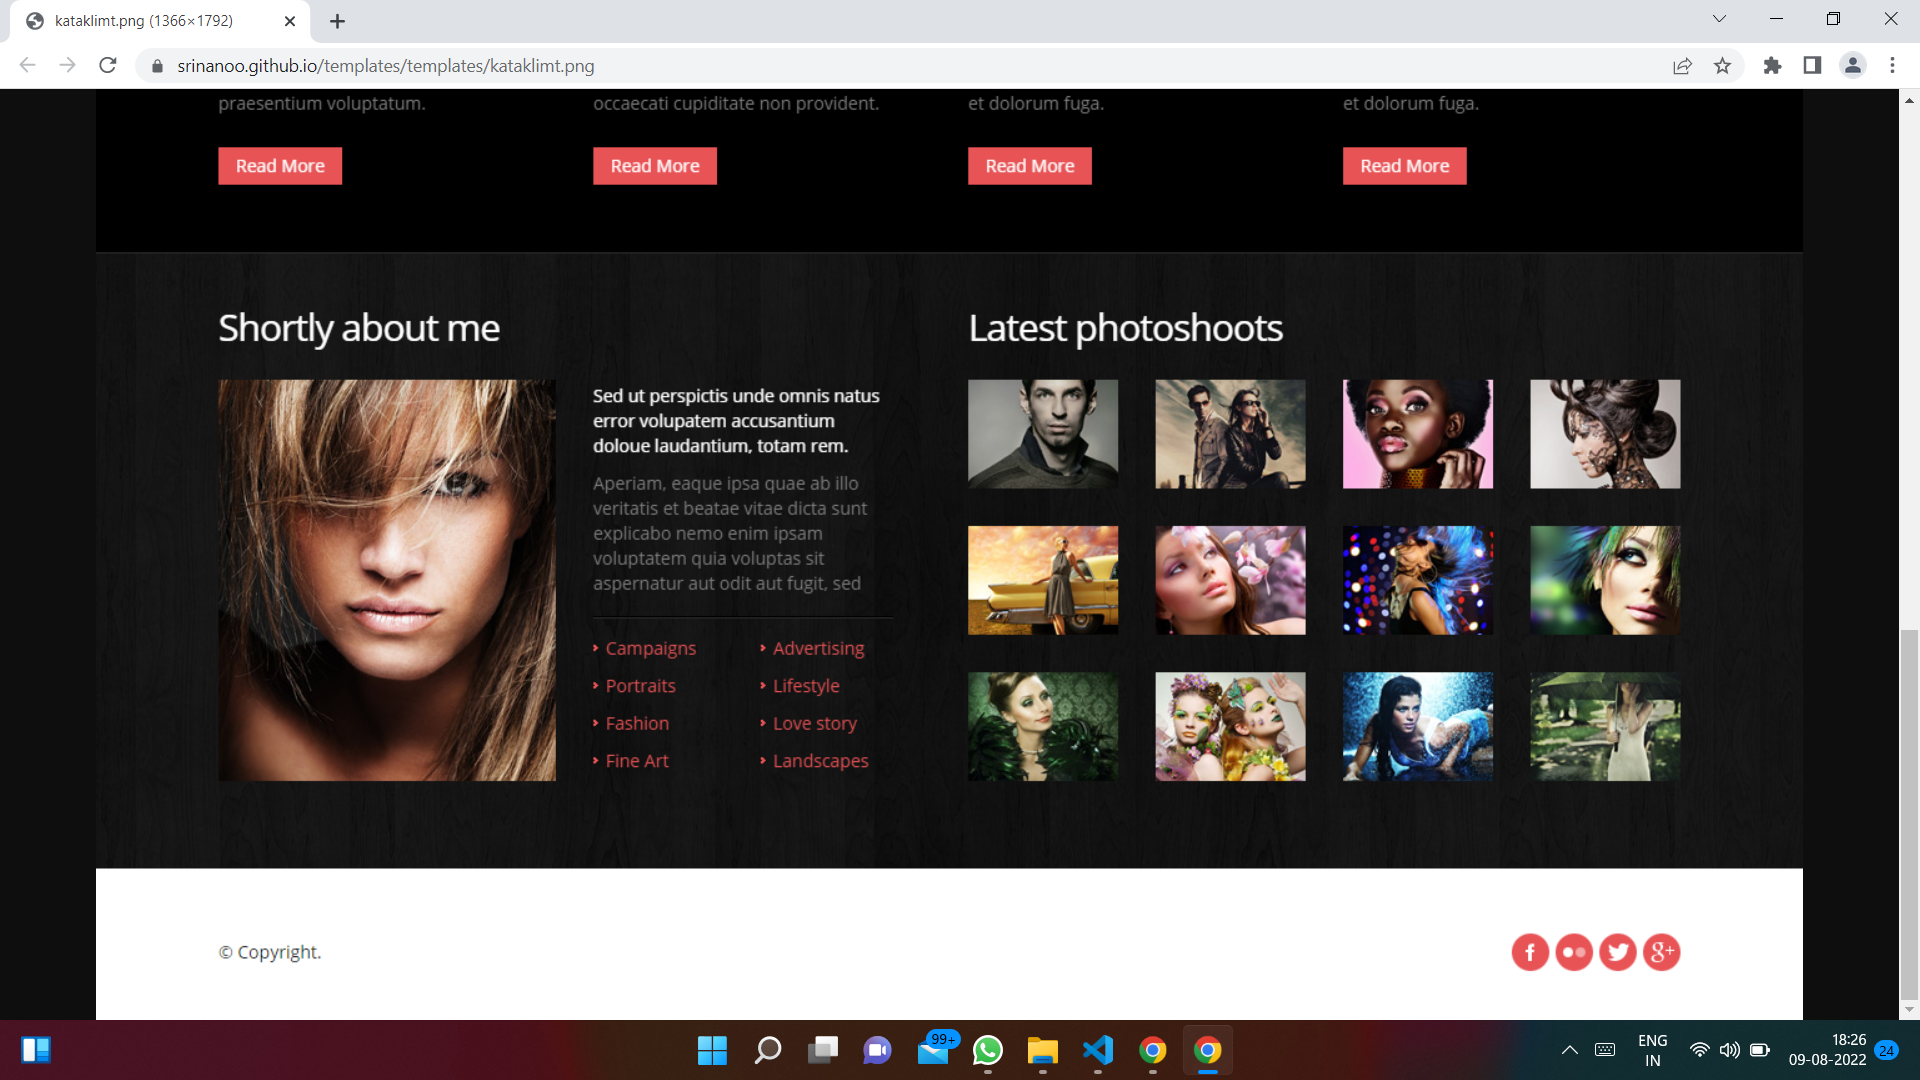 kataklimt.png (1366×1792)
srinanoo.github.io/templates/templates/kataklimt.png
praesentium voluptatum.
occaecati cupiditate non provident.
et dolorum fuga.
et dolorum fuga.
Read More
Read More
Read More
Read More
Shortly about me
Sed ut perspictis unde omnis natus
error volupatem accusantium
doloue laudantium, totam rem.
Aperiam, eaque ipsa quae ab illo
veritatis et beatae vitae dicta sunt
explicabo nemo enim ipsam
voluptatem quia voluptas sit
aspernatur aut odit aut fugit, sed
Campaigns
Portraits
Fashion
Fine Art
Advertising
Lifestyle
Love story
Landscapes
Latest photoshoots
© Copyright.
f
g+
99+
ENG
IN
18:26
09-08-2022
24